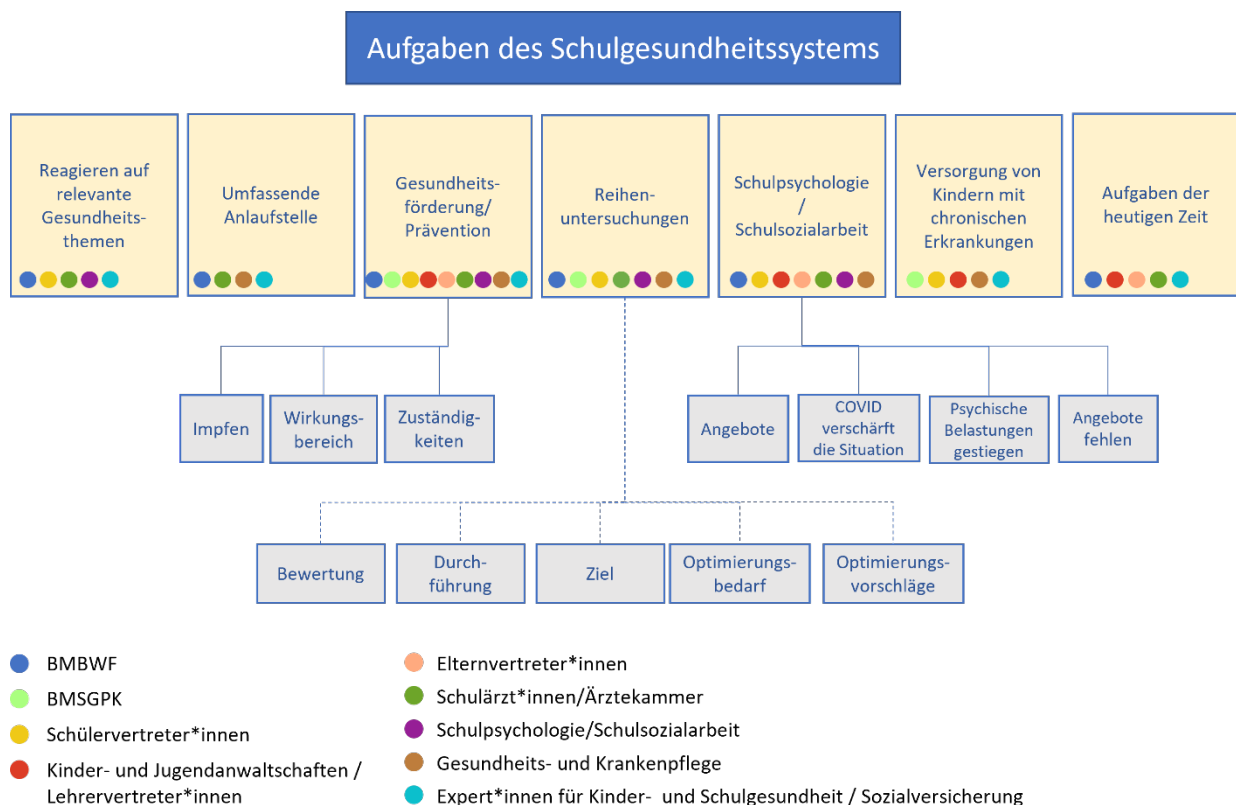 Aufgaben des Schulgesundheitssystems
Reagieren auf
relevante
Gesundheits-
themen
Umfassende
Anlaufstelle
Gesundheits-
förderung/
Prävention
Reihen-
untersuchungen
Schulpsychologie
/
Schulsozialarbeit
Versorgung von
Kindern mit
chronischen
Erkrankungen
Aufgaben der
heutigen Zeit
Impfen
Wirkungs-
bereich
Zuständig-
keiten
Angebote
COVID
verschärft
die Situation
Psychische
Belastungen
gestiegen
Angebote
fehlen
Bewertung
Durch-
führung
Ziel
Optimierungs-
bedarf
Optimierungs-
vorschläge
BMBWF
BMSGPK
Schülervertreter*innen
Kinder- und Jugendanwaltschaften /
Lehrervertreter*innen
Elternvertreter*innen
Schulärzt*innen/Ärztekammer
Schulpsychologie/Schulsozialarbeit
Gesundheits- und Krankenpflege
Expert*innen für Kinder- und Schulgesundheit / Sozialversicherung